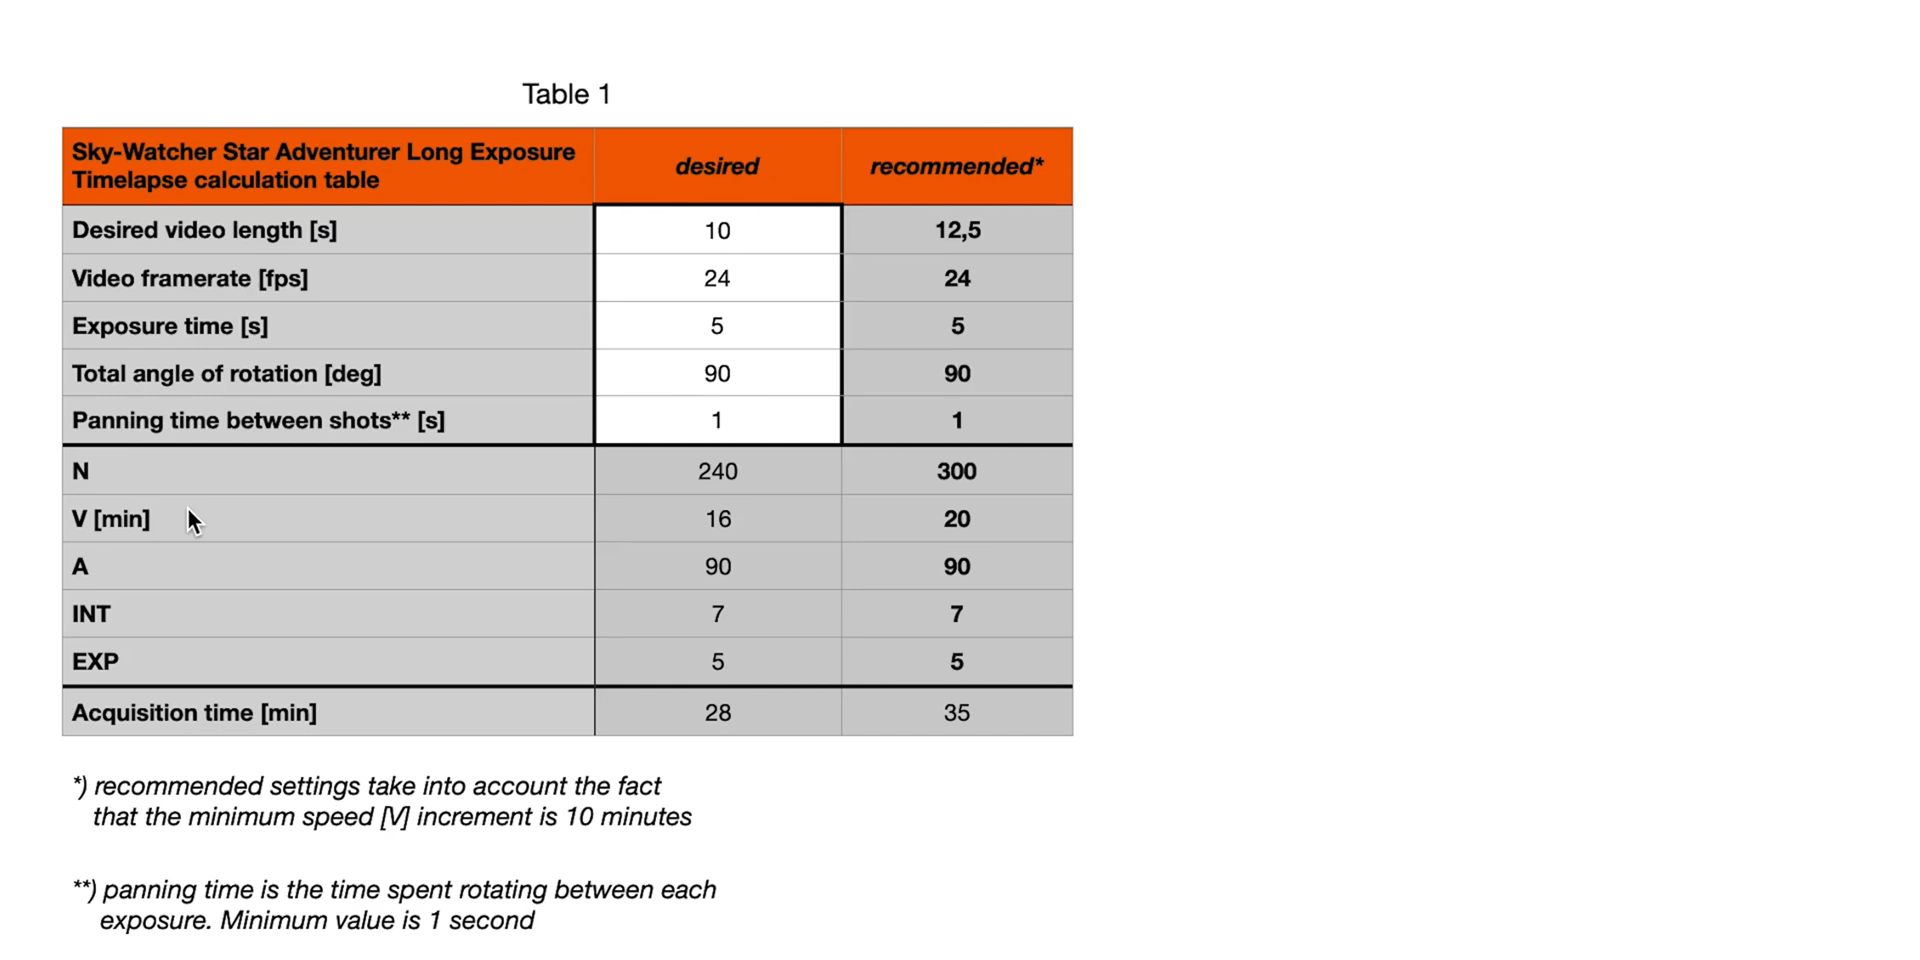 Table 1
Sky-Watcher Star Adventurer Long Exposure
Timelapse calculation table
desired
recommended*
Desired video length [s] 10 12,5
Video framerate [fps] 24 24
Exposure time [s] 5 5
Total angle of rotation [deg] 90 90
Panning time between shots** [s] 1 1
N 240 300
V [min] 16 20
A 90 90
INT 7 7
EXP 5 5
Acquisition time [min] 28 35
*) recommended settings take into account the fact
that the minimum speed [V] increment is 10 minutes
**) panning time is the time spent rotating between each
exposure. Minimum value is 1 second